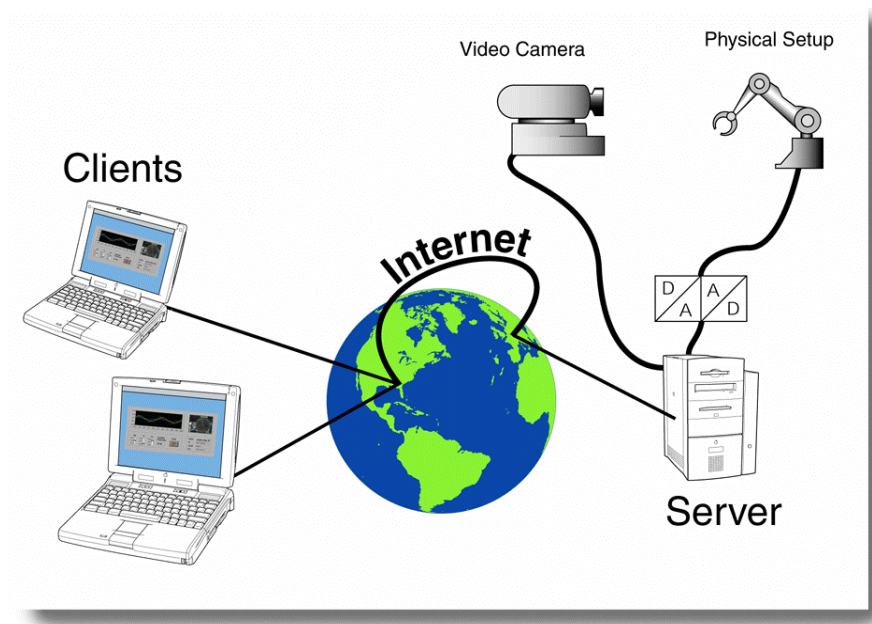 Video Camera
Physical Setup
Clients
Internet
D A
A D
Server